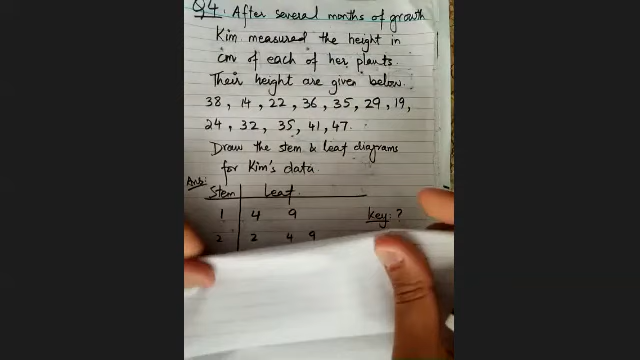 Q4. After several months of growth
Kim measured the height in
cm of each of her plants.
Their height are given below.
38, 14, 22, 36, 35, 29, 19,
24, 32, 35, 41, 47.
Draw the stem & leaf diagrams
for Kim's data.
Ans:
Stem Leaf
1 4 9 Key: ?
2 2 4 9